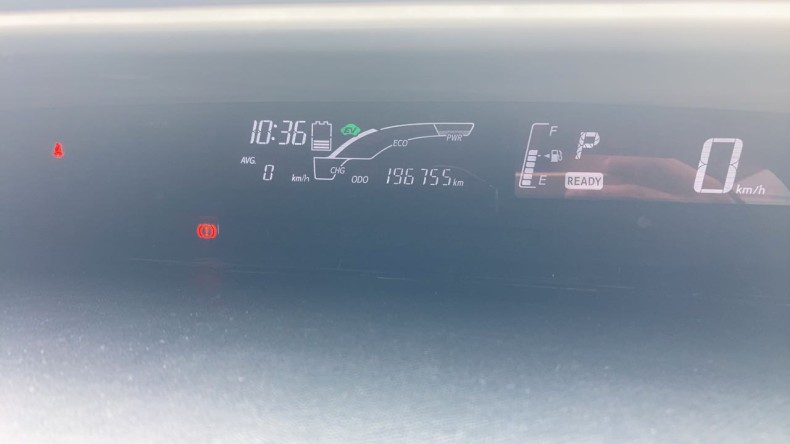 10:36
EV
PWR
ECO
CHG
AVG.
0 km/h
ODO 196755 km
F
E
P
READY
0 km/h